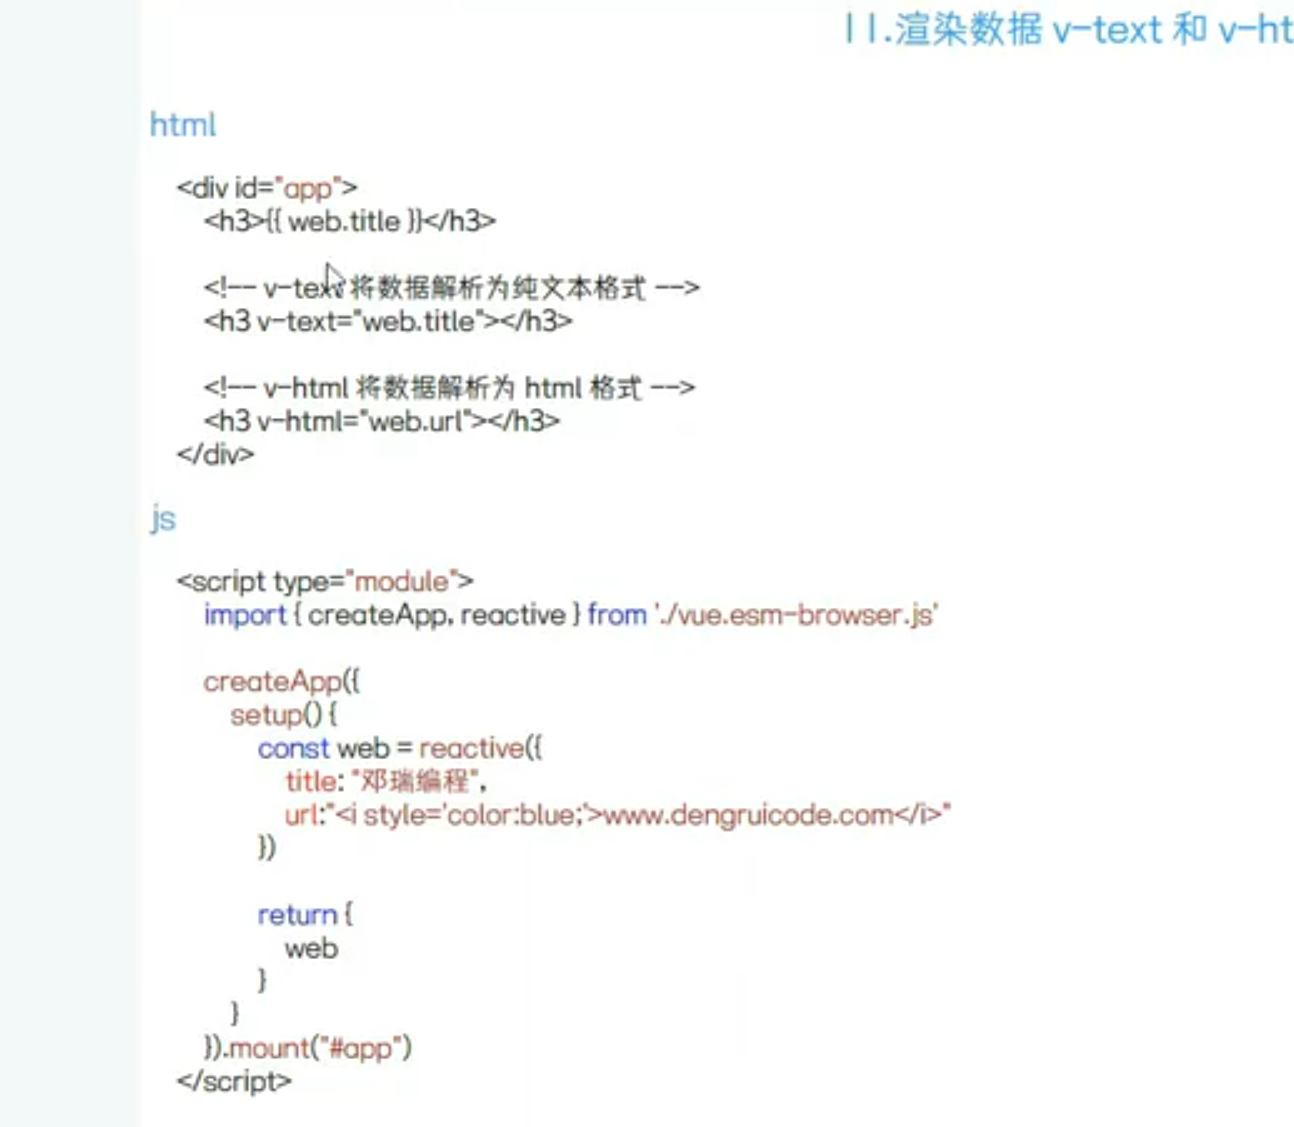 11.渲染数据 v-text 和 v-ht
html
<div id="app">
<h3>{{ web.title }}</h3>
<!-- v-text 将数据解析为纯文本格式 -->
<h3 v-text="web.title"></h3>
<!-- v-html 将数据解析为 html 格式 -->
<h3 v-html="web.url"></h3>
</div>
js
<script type="module">
import { createApp, reactive } from './vue.esm-browser.js'
createApp({
setup() {
const web = reactive({
title: "邓瑞编程",
url:"<i style='color:blue;'>www.dengruicode.com</i>"
})
return {
web
}
}
}).mount("#app")
</script>